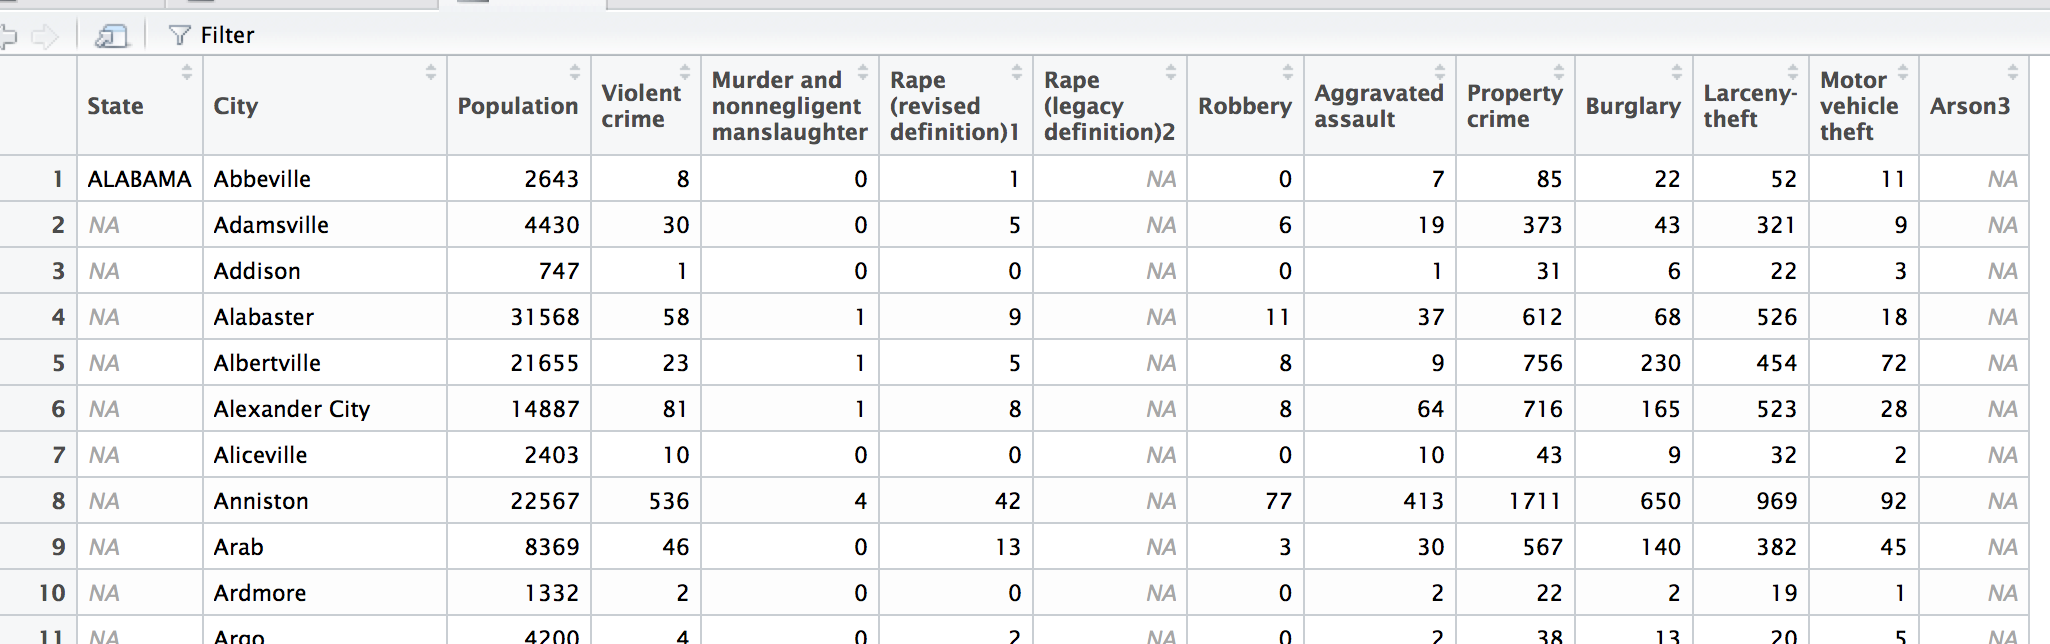 Filter
State City Population Violent crime Murder and nonnegligent manslaughter Rape (revised definition)1 Rape (legacy definition)2 Robbery Aggravated assault Property crime Burglary Larceny-theft Motor vehicle theft Arson3
1 ALABAMA Abbeville 2643 8 0 1 NA 0 7 85 22 52 11 NA
2 NA Adamsville 4430 30 0 5 NA 6 19 373 43 321 9 NA
3 NA Addison 747 1 0 0 NA 0 1 31 6 22 3 NA
4 NA Alabaster 31568 58 1 9 NA 11 37 612 68 526 18 NA
5 NA Albertville 21655 23 1 5 NA 8 9 756 230 454 72 NA
6 NA Alexander City 14887 81 1 8 NA 8 64 716 165 523 28 NA
7 NA Aliceville 2403 10 0 0 NA 0 10 43 9 32 2 NA
8 NA Anniston 22567 536 4 42 NA 77 413 1711 650 969 92 NA
9 NA Arab 8369 46 0 13 NA 3 30 567 140 382 45 NA
10 NA Ardmore 1332 2 0 0 NA 0 2 22 2 19 1 NA
11 NA Argo 4200 4 0 2 NA 0 2 38 13 20 5 NA